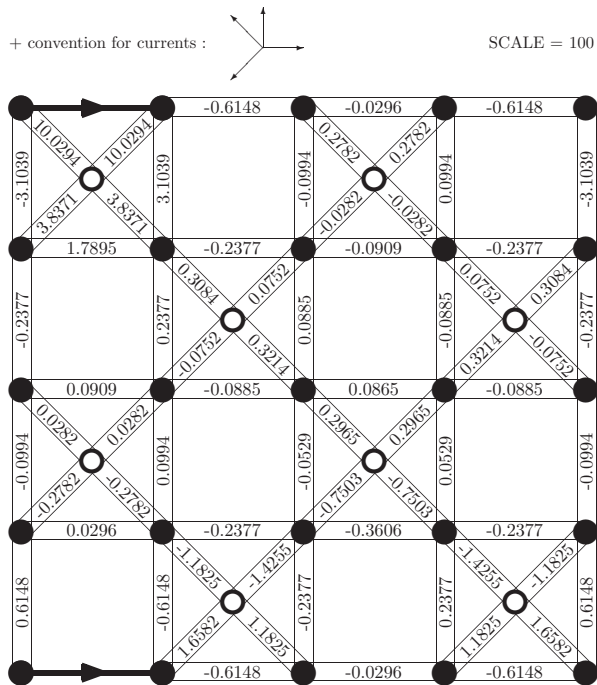 + convention for currents :
SCALE = 100
-0.6148 -0.0296 -0.6148
10.0294 10.0294 0.2782 0.2782
-3.1039 3.1039 -0.0994 0.0994 -3.1039
3.8371 3.8371 -0.0282 -0.0282
1.7895 -0.2377 -0.0909 -0.2377
0.3084 0.0752 0.0752 0.3084
-0.2377 0.2377 0.0885 -0.0885 -0.2377
-0.0752 0.3214 0.3214 -0.0752
0.0909 -0.0885 0.0865 -0.0885
0.0282 0.0282 0.2965 0.2965
-0.0994 0.0994 -0.0529 0.0529 -0.0994
-0.2782 -0.2782 -0.7503 -0.7503
0.0296 -0.2377 -0.3606 -0.2377
-1.1825 -1.4255 -1.4255 -1.1825
0.6148 -0.6148 -0.2377 0.2377 0.6148
1.6582 1.1825 1.1825 1.6582
-0.6148 -0.0296 -0.6148